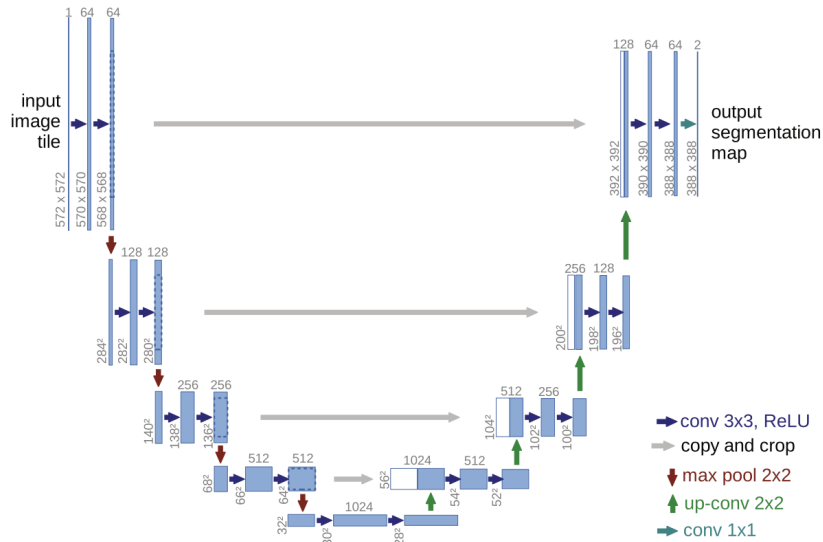 1 64 64
128 64 64 2
input
image
tile
output
segmentation
map
572 x 572
570 x 570
568 x 568
392 x 392
390 x 390
388 x 388
388 x 388
128 128
256 128
284²
282²
280²
200²
198²
196²
256 256
512 256
140²
138²
136²
104²
102²
100²
conv 3x3, ReLU
copy and crop
512 512
1024 512
68²
66²
64²
56²
54²
52²
max pool 2x2
up-conv 2x2
1024
32²
conv 1x1